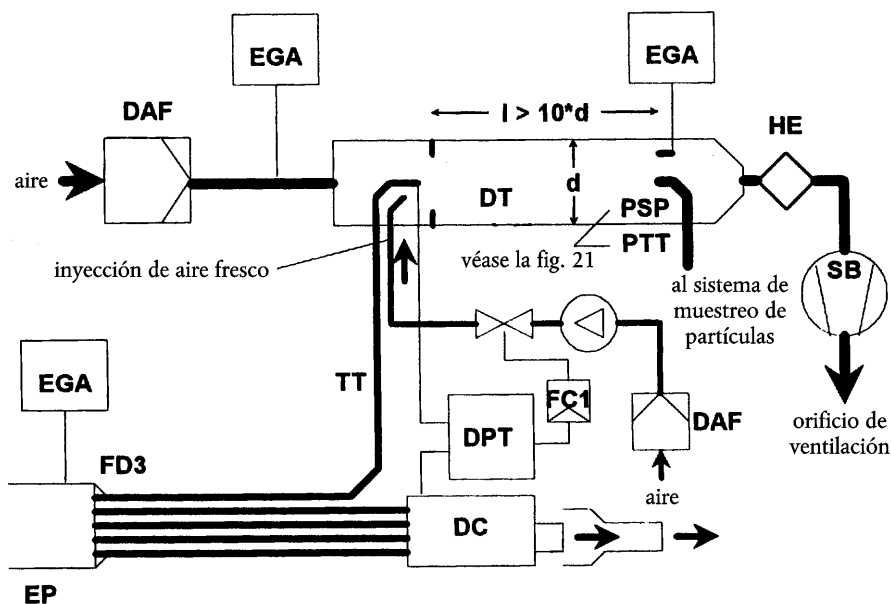 EGA
EGA
DAF
l > 10*d
HE
aire
d
DT
PSP
PTT
SB
inyección de aire fresco
véase la fig. 21
al sistema de
muestreo de
partículas
EGA
TT
FC1
DPT
DAF
orificio de
ventilación
FD3
aire
DC
EP